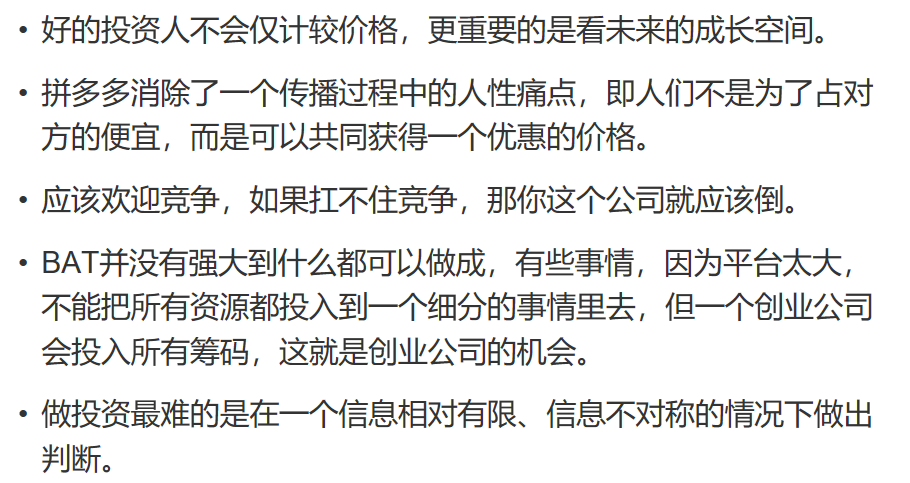 • 好的投资人不会仅计较价格，更重要的是看未来的成长空间。
• 拼多多消除了一个传播过程中的人性痛点，即人们不是为了占对
方的便宜，而是可以共同获得一个优惠的价格。
• 应该欢迎竞争，如果扛不住竞争，那你这个公司就应该倒。
• BAT并没有强大到什么都可以做成，有些事情，因为平台太大，
不能把所有资源都投入到一个细分的事情里去，但一个创业公司
会投入所有筹码，这就是创业公司的机会。
• 做投资最难的是在一个信息相对有限、信息不对称的情况下做出
判断。